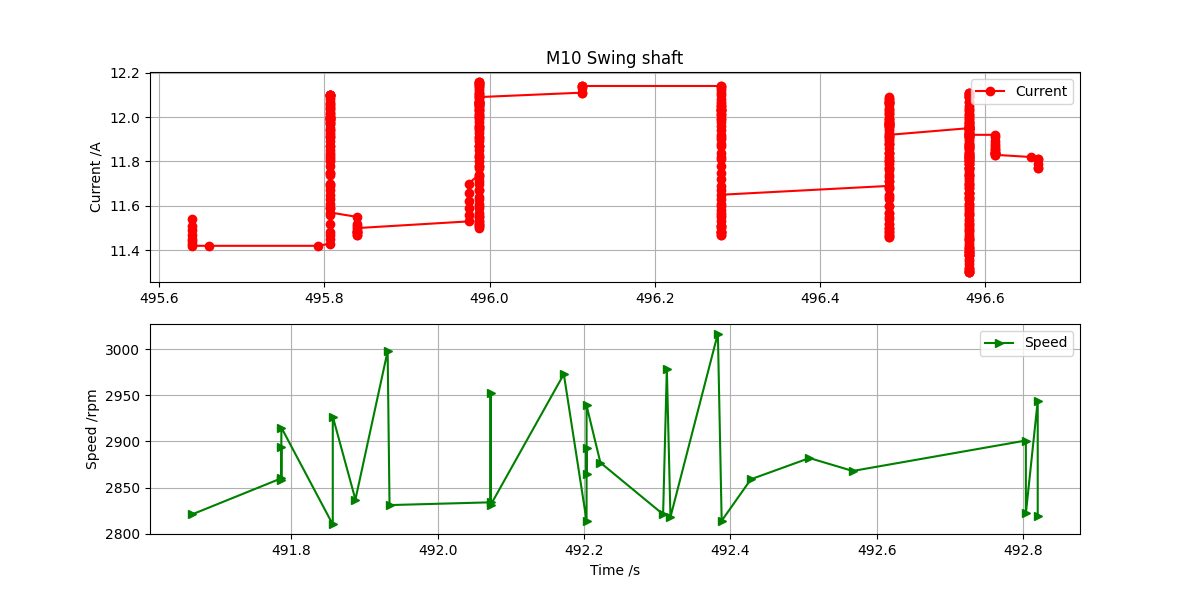 M10 Swing shaft
12.2
12.0
11.8
11.6
11.4
Current /A
Current
495.6 495.8 496.0 496.2 496.4 496.6
3000
2950
2900
2850
2800
Speed /rpm
Speed
491.8 492.0 492.2 492.4 492.6 492.8
Time /s